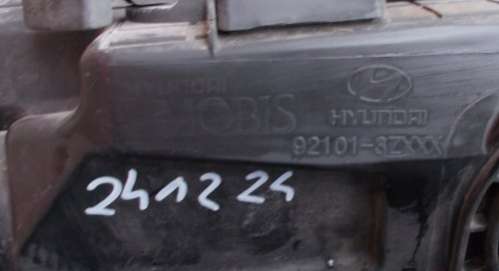 HYUNDAI
MOBIS
HYUNDAI
92101-3ZXXX
241224